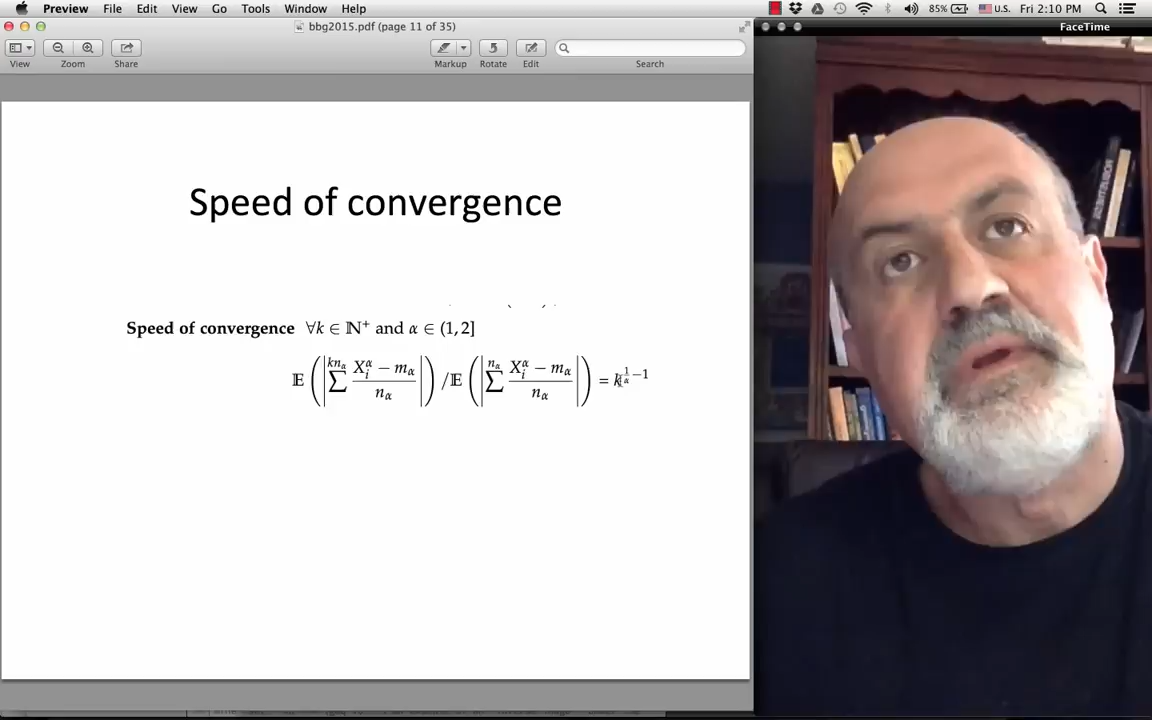 Preview File Edit View Go Tools Window Help 85% U.S. Fri 2:10 PM
bbg2015.pdf (page 11 of 35)
FaceTime
View Zoom Share Markup Rotate Edit Search
Speed of convergence
Speed of convergence ∀k ∈ ℕ⁺ and α ∈ (1, 2]
𝔼 (|∑^{kn_α} (X_i^α − m_α)/n_α|) / 𝔼 (|∑^{n_α} (X_i^α − m_α)/n_α|) = k^{1/α − 1}